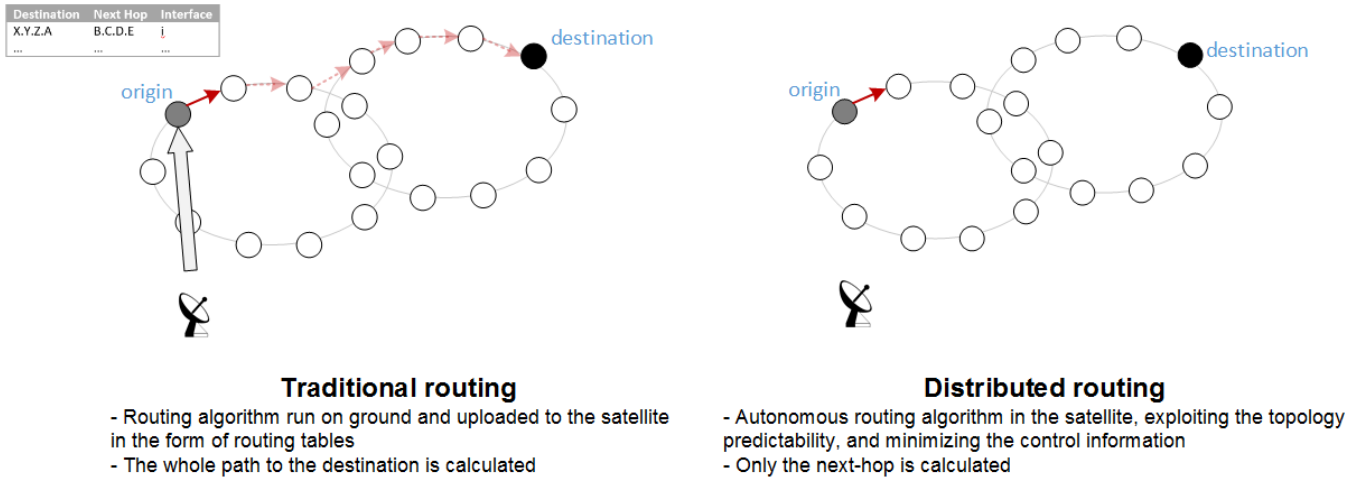 Destination Next Hop Interface
X.Y.Z.A B.C.D.E i
... ... ...
destination
origin
destination
origin
Traditional routing
- Routing algorithm run on ground and uploaded to the satellite
in the form of routing tables
- The whole path to the destination is calculated
Distributed routing
- Autonomous routing algorithm in the satellite, exploiting the topology
predictability, and minimizing the control information
- Only the next-hop is calculated